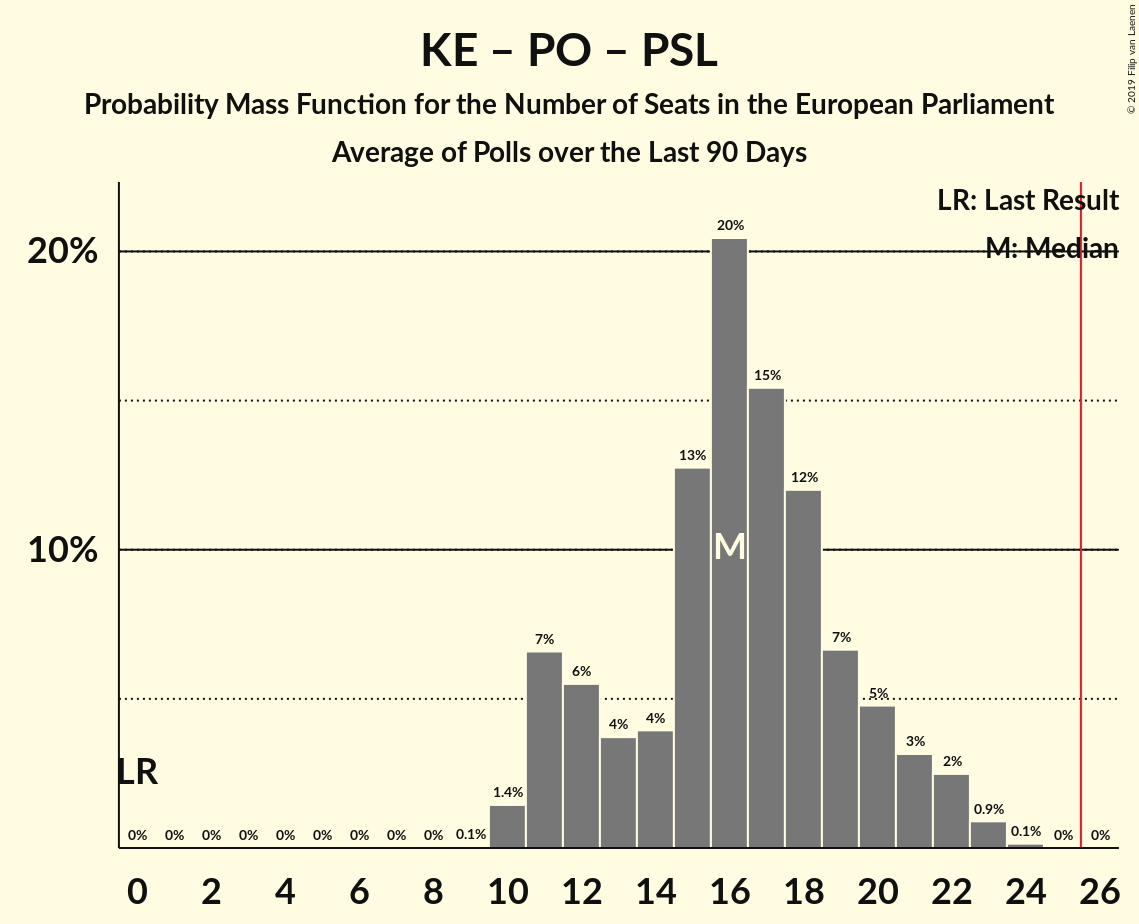 KE – PO – PSL
Probability Mass Function for the Number of Seats in the European Parliament
Average of Polls over the Last 90 Days
© 2019 Filip van Laenen
LR: Last Result
M: Median
20%
10%
20%
15%
13%
12%
M
7%
7%
6%
5%
4%
4%
3%
2%
LR
1.4%
0.9%
0% 0% 0% 0% 0% 0% 0% 0% 0% 0.1% 0.1% 0% 0%
0 2 4 6 8 10 12 14 16 18 20 22 24 26